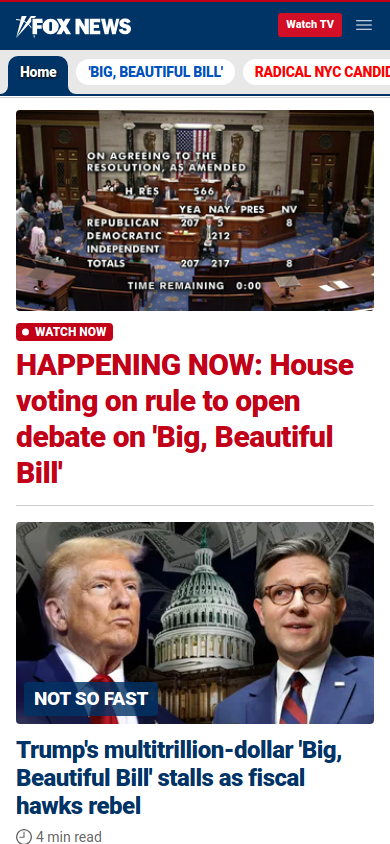 FOX NEWS
Watch TV
Home
'BIG, BEAUTIFUL BILL'
RADICAL NYC CANDID
ON AGREEING TO THE
RESOLUTION, AS AMENDED
H RES 566
YEA NAY PRES NV
REPUBLICAN 207 5 8
DEMOCRATIC 212
INDEPENDENT
TOTALS 207 217 8
TIME REMAINING 0:00
WATCH NOW
HAPPENING NOW: House
voting on rule to open
debate on 'Big, Beautiful
Bill'
NOT SO FAST
Trump's multitrillion-dollar 'Big,
Beautiful Bill' stalls as fiscal
hawks rebel
4 min read